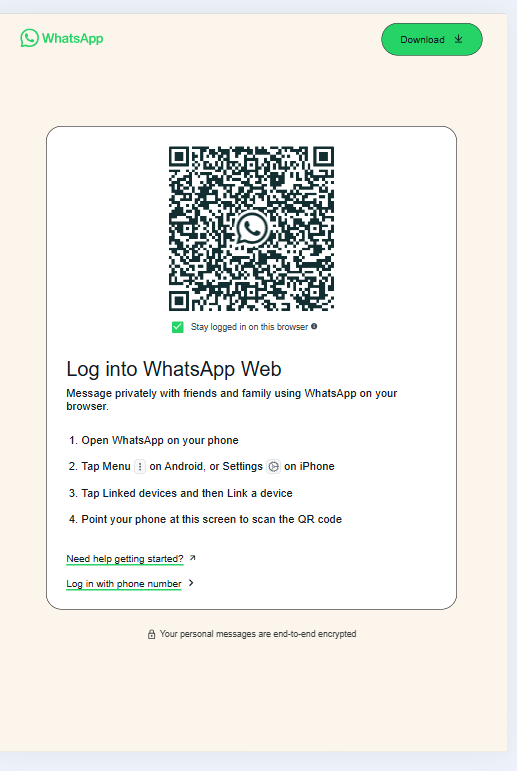 WhatsApp
Download
Stay logged in on this browser
Log into WhatsApp Web
Message privately with friends and family using WhatsApp on your
browser.
1. Open WhatsApp on your phone
2. Tap Menu on Android, or Settings on iPhone
3. Tap Linked devices and then Link a device
4. Point your phone at this screen to scan the QR code
Need help getting started?
Log in with phone number
Your personal messages are end-to-end encrypted